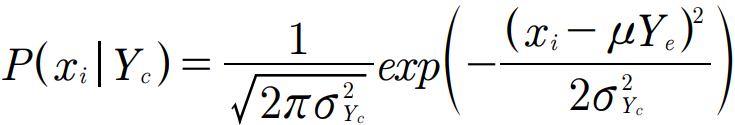 P(x_i | Y_c) = \frac{1}{\sqrt{2\pi\sigma^2_{Y_c}}} exp\left(-\frac{(x_i - \mu Y_e)^2}{2\sigma^2_{Y_c}}\right)